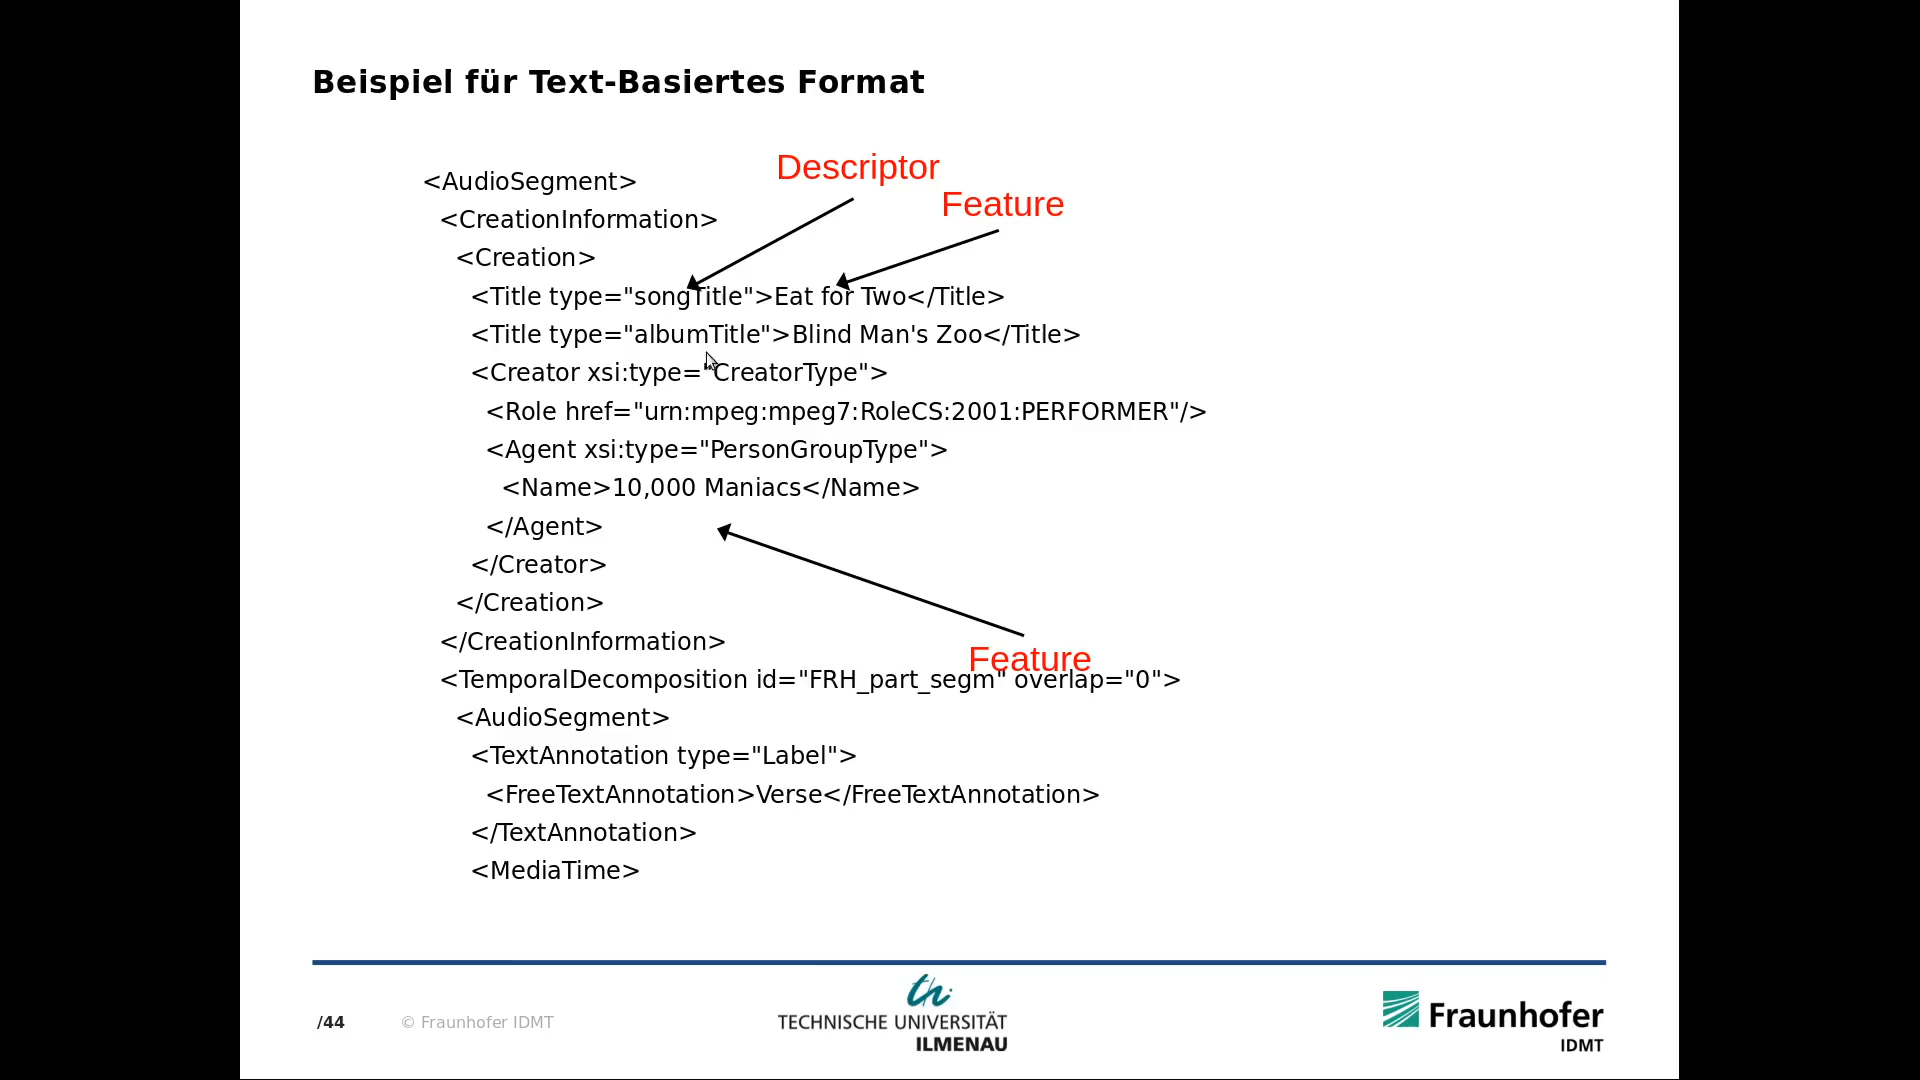 Beispiel für Text-Basiertes Format
Descriptor
Feature
<AudioSegment>
<CreationInformation>
<Creation>
<Title type="songTitle">Eat for Two</Title>
<Title type="albumTitle">Blind Man's Zoo</Title>
<Creator xsi:type="CreatorType">
<Role href="urn:mpeg:mpeg7:RoleCS:2001:PERFORMER"/>
<Agent xsi:type="PersonGroupType">
<Name>10,000 Maniacs</Name>
</Agent>
</Creator>
</Creation>
</CreationInformation>
Feature
<TemporalDecomposition id="FRH_part_segm" overlap="0">
<AudioSegment>
<TextAnnotation type="Label">
<FreeTextAnnotation>Verse</FreeTextAnnotation>
</TextAnnotation>
<MediaTime>
/44
© Fraunhofer IDMT
th
TECHNISCHE UNIVERSITÄT
ILMENAU
Fraunhofer
IDMT